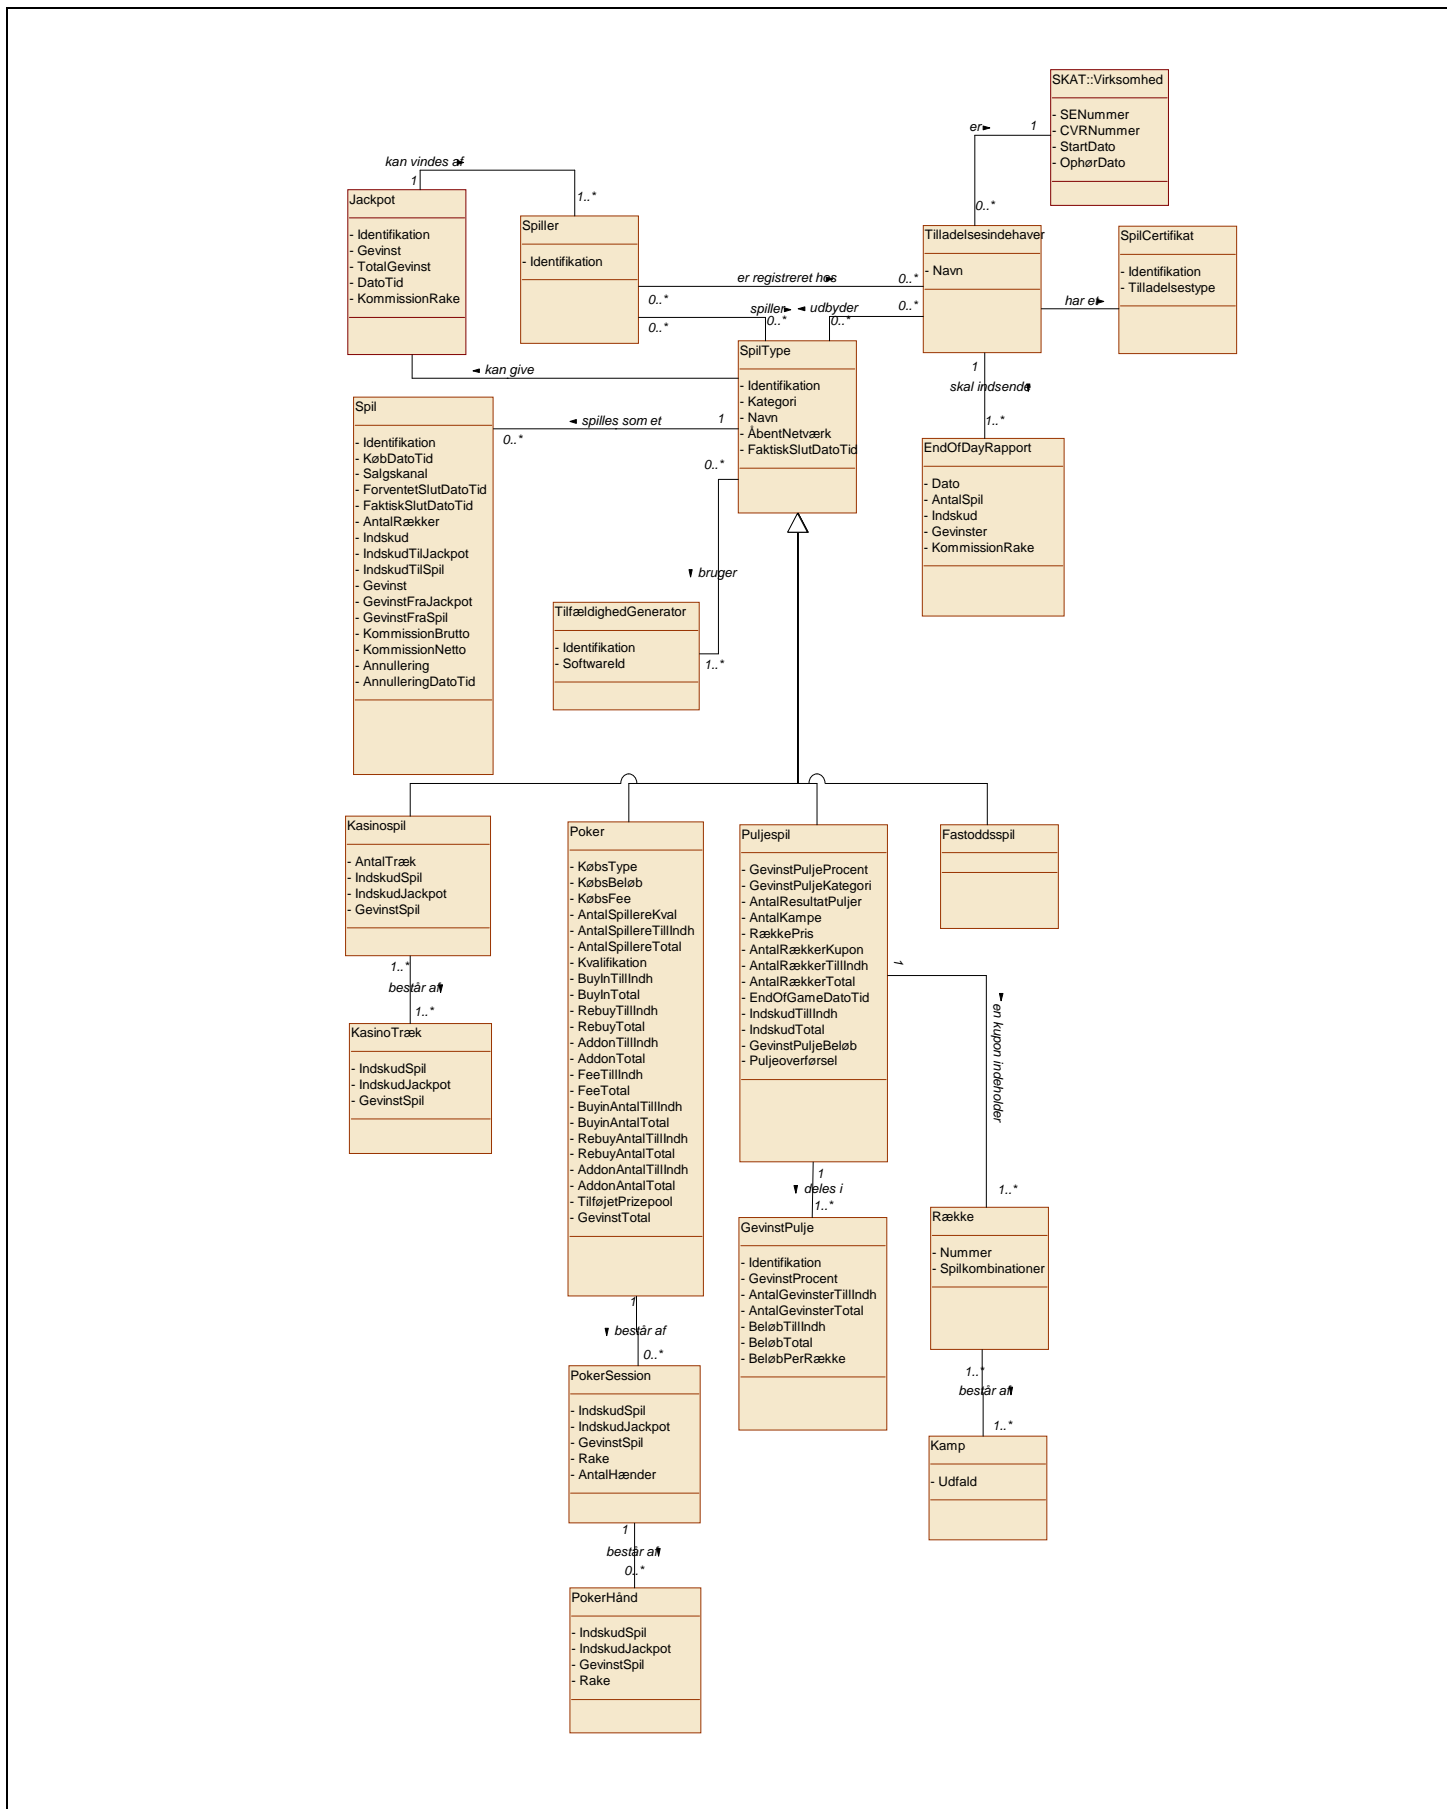 SKAT::Virksomhed
- SENummer
- CVRNummer
- StartDato
- OphørDato
er
1
0..*
kan vindes af
1
1..*
Jackpot
- Identifikation
- Gevinst
- TotalGevinst
- DatoTid
- KommissionRake
Spiller
- Identifikation
er registreret hos
0..*
0..*
Tilladelsesindehaver
- Navn
SpilCertifikat
- Identifikation
- Tilladelsestype
har et
spiller
0..*
0..*
udbyder
0..*
0..*
SpilType
- Identifikation
- Kategori
- Navn
- ÅbentNetværk
- FaktiskSlutDatoTid
kan give
1
skal indsende
1..*
spilles som et
1
0..*
Spil
- Identifikation
- KøbDatoTid
- Salgskanal
- ForventetSlutDatoTid
- FaktiskSlutDatoTid
- AntalRækker
- Indskud
- IndskudTilJackpot
- IndskudTilSpil
- Gevinst
- GevinstFraJackpot
- GevinstFraSpil
- KommissionBrutto
- KommissionNetto
- Annullering
- AnnulleringDatoTid
EndOfDayRapport
- Dato
- AntalSpil
- Indskud
- Gevinster
- KommissionRake
0..*
bruger
1..*
TilfældighedGenerator
- Identifikation
- SoftwareId
Kasinospil
- AntalTræk
- IndskudSpil
- IndskudJackpot
- GevinstSpil
1..*
består af
1..*
KasinoTræk
- IndskudSpil
- IndskudJackpot
- GevinstSpil
Poker
- KøbsType
- KøbsBeløb
- KøbsFee
- AntalSpillereKval
- AntalSpillereTillIndh
- AntalSpillereTotal
- Kvalifikation
- BuyInTillIndh
- BuyInTotal
- RebuyTillIndh
- RebuyTotal
- AddonTillIndh
- AddonTotal
- FeeTillIndh
- FeeTotal
- BuyinAntalTillIndh
- BuyinAntalTotal
- RebuyAntalTillIndh
- RebuyAntalTotal
- AddonAntalTillIndh
- AddonAntalTotal
- TilføjetPrizepool
- GevinstTotal
1
består af
0..*
PokerSession
- IndskudSpil
- IndskudJackpot
- GevinstSpil
- Rake
- AntalHænder
1
består af
0..*
PokerHånd
- IndskudSpil
- IndskudJackpot
- GevinstSpil
- Rake
Puljespil
- GevinstPuljeProcent
- GevinstPuljeKategori
- AntalResultatPuljer
- AntalKampe
- RækkePris
- AntalRækkerKupon
- AntalRækkerTillIndh
- AntalRækkerTotal
- EndOfGameDatoTid
- IndskudTillIndh
- IndskudTotal
- GevinstPuljeBeløb
- Puljeoverførsel
1
deles i
1..*
GevinstPulje
- Identifikation
- GevinstProcent
- AntalGevinsterTillIndh
- AntalGevinsterTotal
- BeløbTillIndh
- BeløbTotal
- BeløbPerRække
Fastoddsspil
1
en kupon indeholder
1..*
Række
- Nummer
- Spilkombinationer
1..*
består af
1..*
Kamp
- Udfald